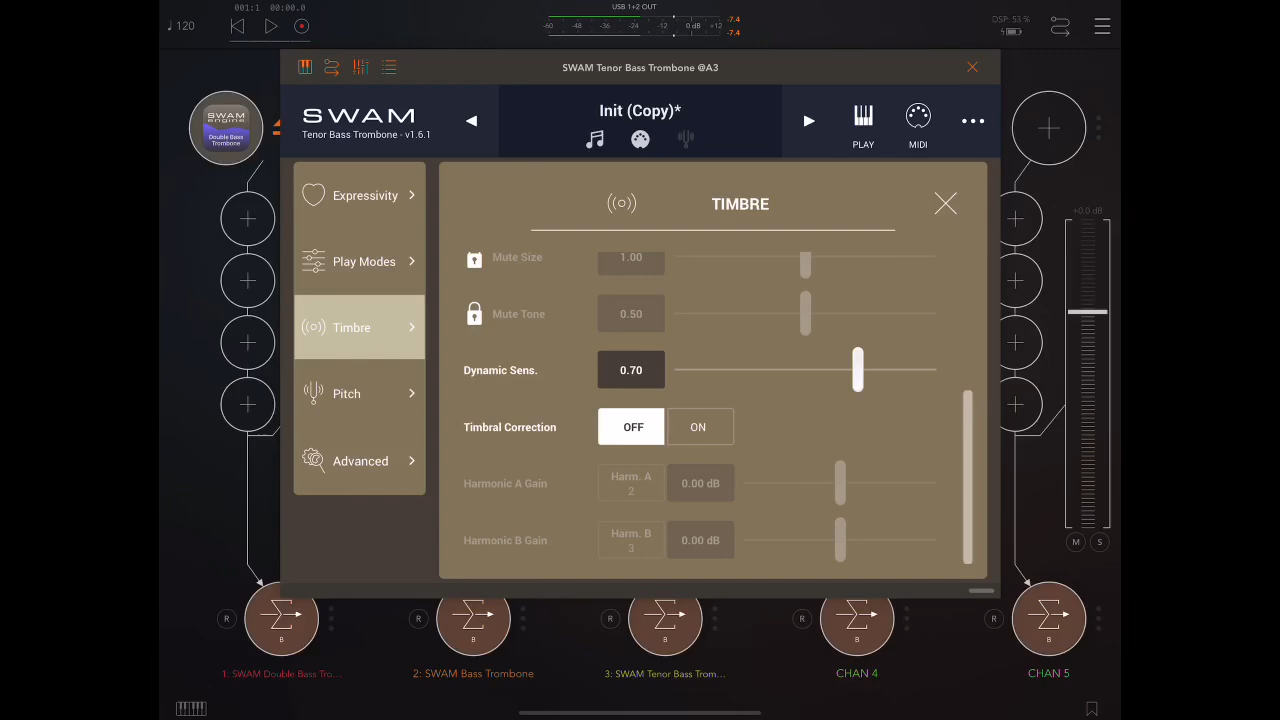 001:1 00:00.0
♩ 120
USB 1+2 OUT
-60 -48 -36 -24 -12 0 dB +12
-7.4
-7.4
DSP: 53 %
SWAM Tenor Bass Trombone @A3
SWAM
engine
Double Bass
Trombone
SWAM
Tenor Bass Trombone - v1.6.1
Init (Copy)*
PLAY
MIDI
Expressivity
Play Modes
Timbre
Pitch
Advanced
TIMBRE
Mute Size 1.00
Mute Tone 0.50
Dynamic Sens. 0.70
Timbral Correction OFF ON
Harmonic A Gain Harm. A 0.00 dB
2
Harmonic B Gain Harm. B 0.00 dB
3
+0.0 dB
M S
R B R B R B R B R B
1: SWAM Double Bass Tro...
2: SWAM Bass Trombone
3: SWAM Tenor Bass Trom...
CHAN 4
CHAN 5